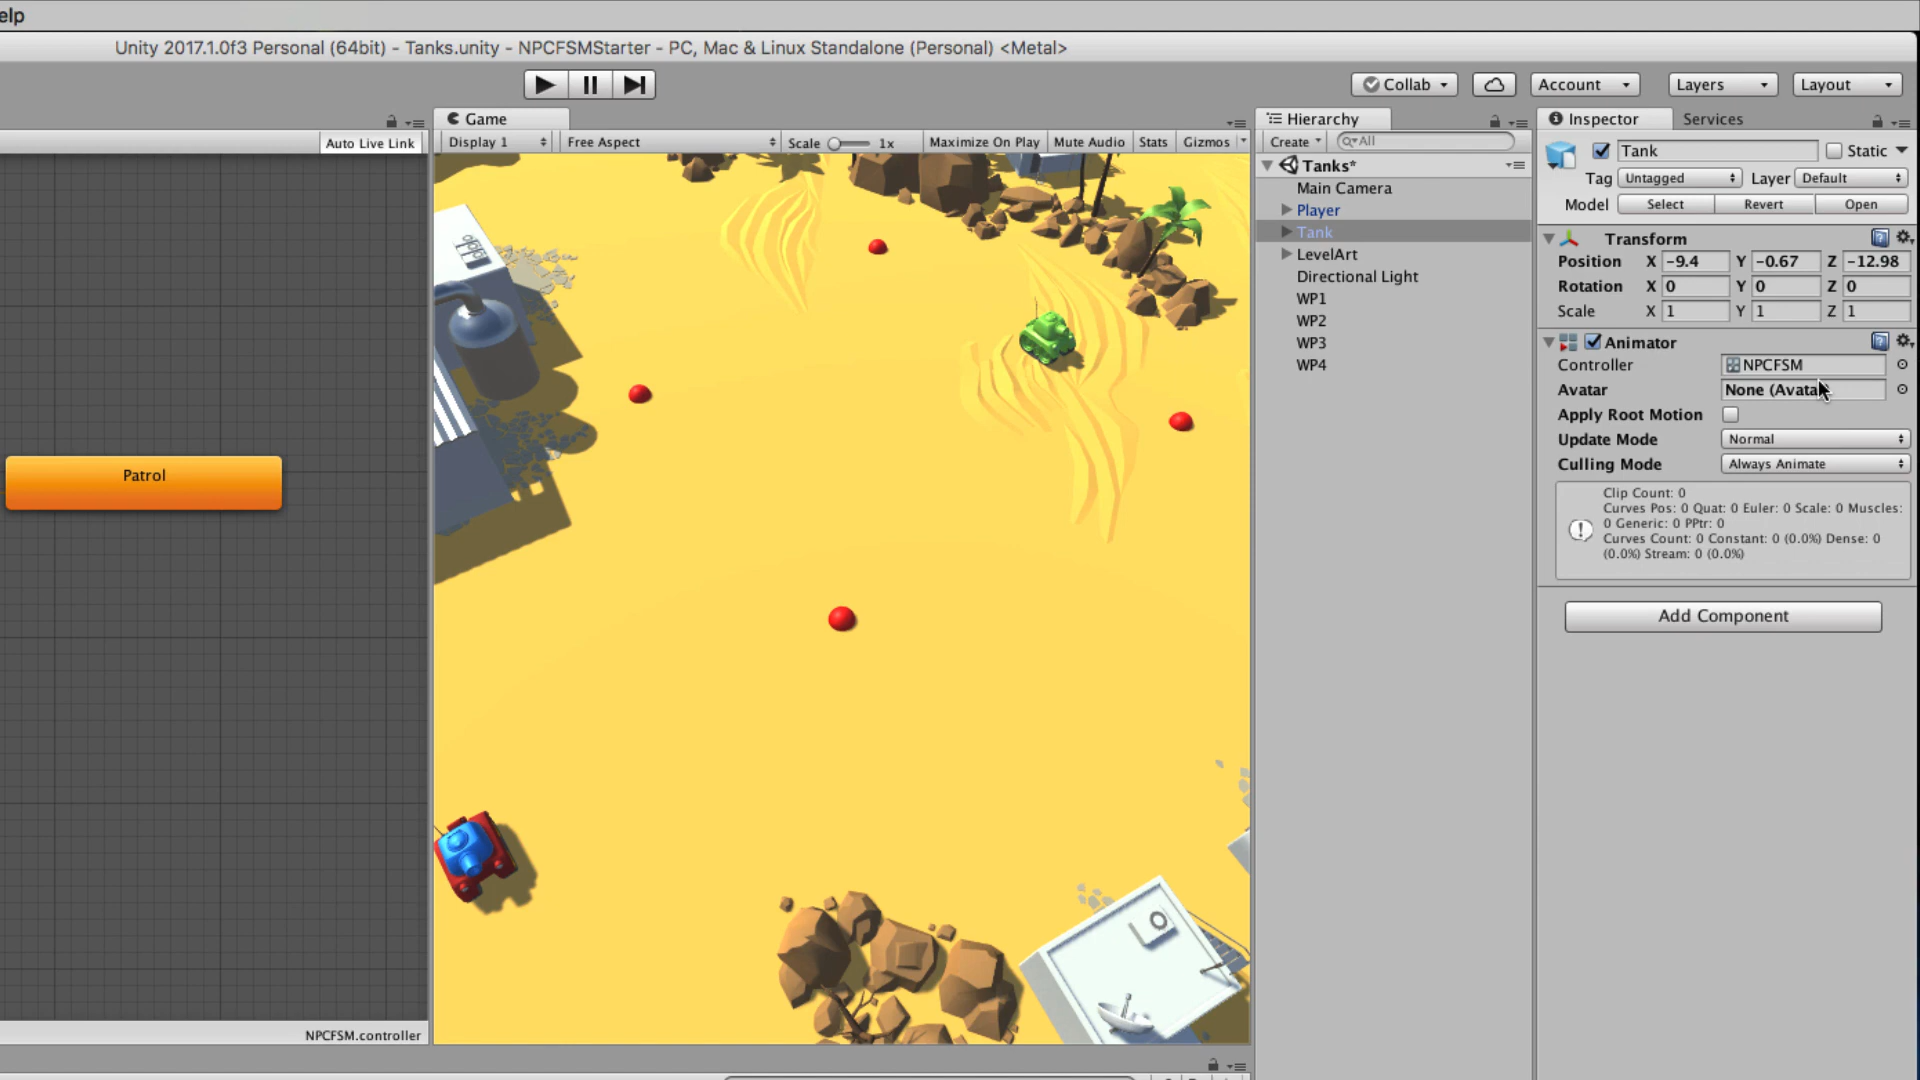 elp
Unity 2017.1.0f3 Personal (64bit) - Tanks.unity - NPCFSMStarter - PC, Mac & Linux Standalone (Personal) <Metal>
Collab
Account
Layers
Layout
Auto Live Link
Patrol
NPCFSM.controller
Game
Display 1
Free Aspect
Scale
1x
Maximize On Play
Mute Audio
Stats
Gizmos
Hierarchy
Create
All
Tanks*
Main Camera
Player
Tank
LevelArt
Directional Light
WP1
WP2
WP3
WP4
Inspector
Services
Tank
Static
Tag Untagged Layer Default
Model Select Revert Open
Transform
Position X -9.4 Y -0.67 Z -12.98
Rotation X 0 Y 0 Z 0
Scale X 1 Y 1 Z 1
Animator
Controller NPCFSM
Avatar None (Avata
Apply Root Motion
Update Mode Normal
Culling Mode Always Animate
Clip Count: 0
Curves Pos: 0 Quat: 0 Euler: 0 Scale: 0 Muscles:
0 Generic: 0 PPtr: 0
Curves Count: 0 Constant: 0 (0.0%) Dense: 0
(0.0%) Stream: 0 (0.0%)
Add Component